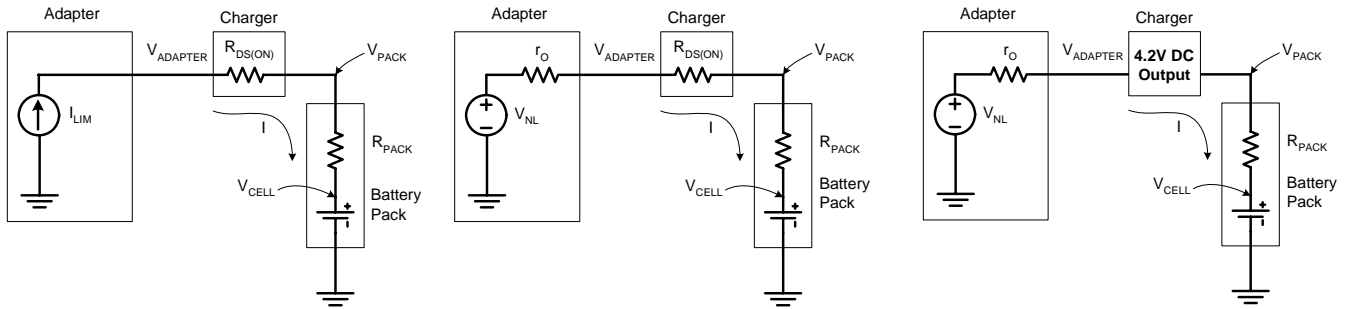 Adapter
Charger
V_ADAPTER
R_DS(ON)
V_PACK
I_LIM
I
R_PACK
V_CELL
+
Battery
Pack
Adapter
Charger
r_O
V_ADAPTER
R_DS(ON)
V_PACK
+
−
V_NL
I
R_PACK
V_CELL
+
Battery
Pack
Adapter
Charger
r_O
V_ADAPTER
4.2V DC
Output
V_PACK
+
−
V_NL
I
R_PACK
V_CELL
+
Battery
Pack